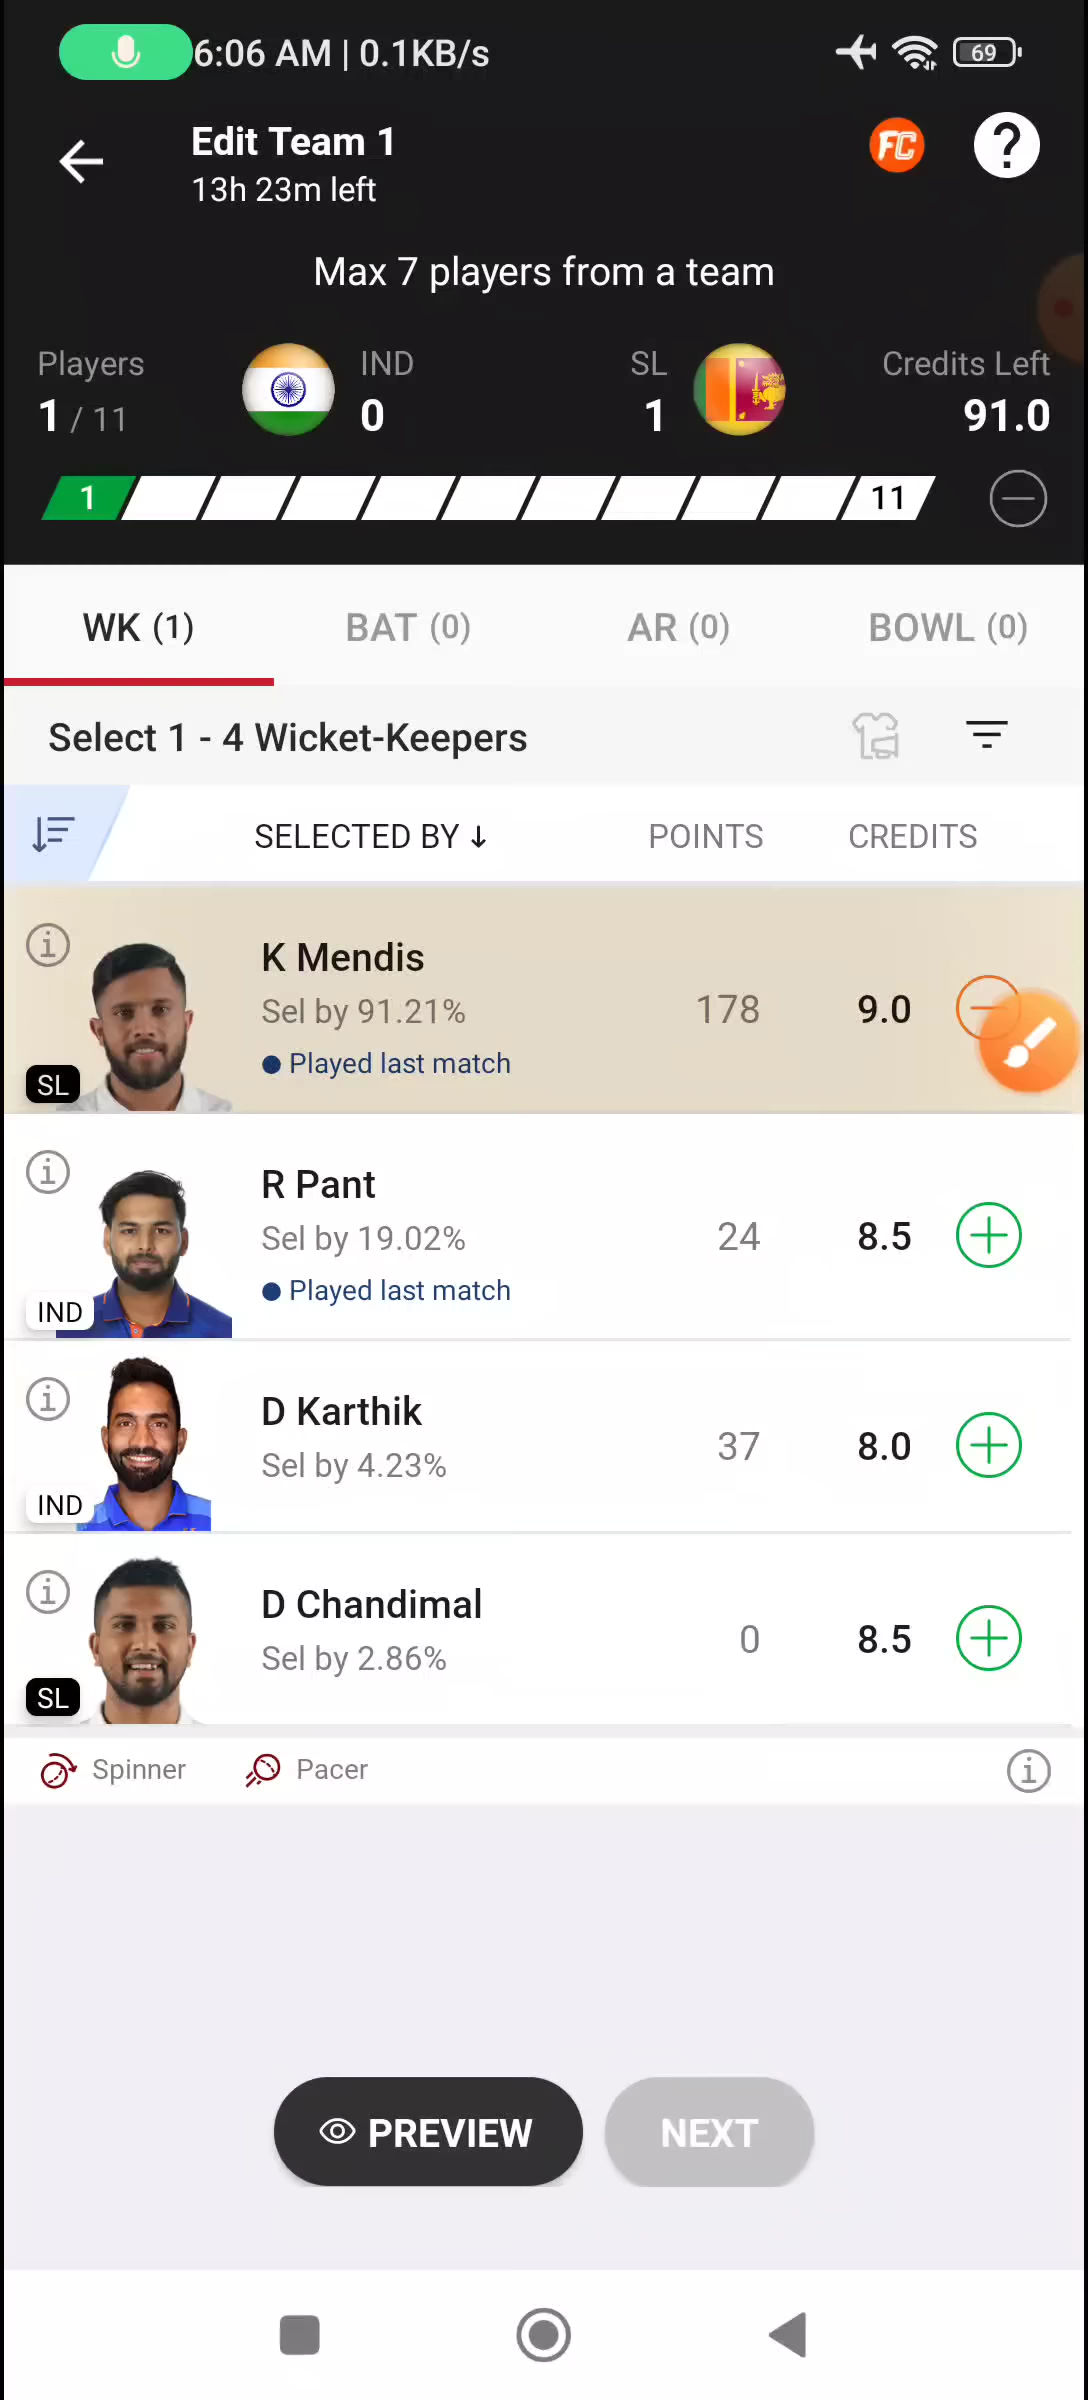 6:06 AM | 0.1KB/s
69
Edit Team 1
13h 23m left
FC
?
Max 7 players from a team
Players
IND
SL
Credits Left
1 / 11
0
1
91.0
1
11
WK (1)
BAT (0)
AR (0)
BOWL (0)
Select 1 - 4 Wicket-Keepers
SELECTED BY ↓
POINTS
CREDITS
K Mendis
Sel by 91.21%
178
9.0
Played last match
SL
R Pant
Sel by 19.02%
24
8.5
Played last match
IND
D Karthik
Sel by 4.23%
37
8.0
IND
D Chandimal
Sel by 2.86%
0
8.5
SL
Spinner
Pacer
PREVIEW
NEXT